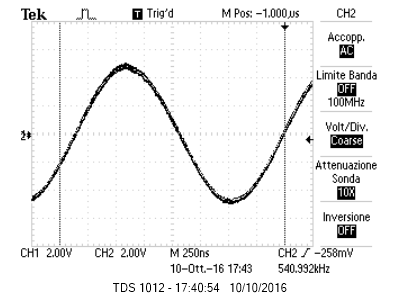 Tek T Trig'd M Pos: -1.000µs CH2
Accopp.
AC
Limite Banda
OFF
100MHz
2
Volt/Div.
Coarse
Attenuazione
Sonda
10X
Inversione
OFF
CH1 2.00V CH2 2.00V M 250ns CH2 -258mV
10-Ott.-16 17:43 540.992kHz
TDS 1012 - 17:40:54 10/10/2016